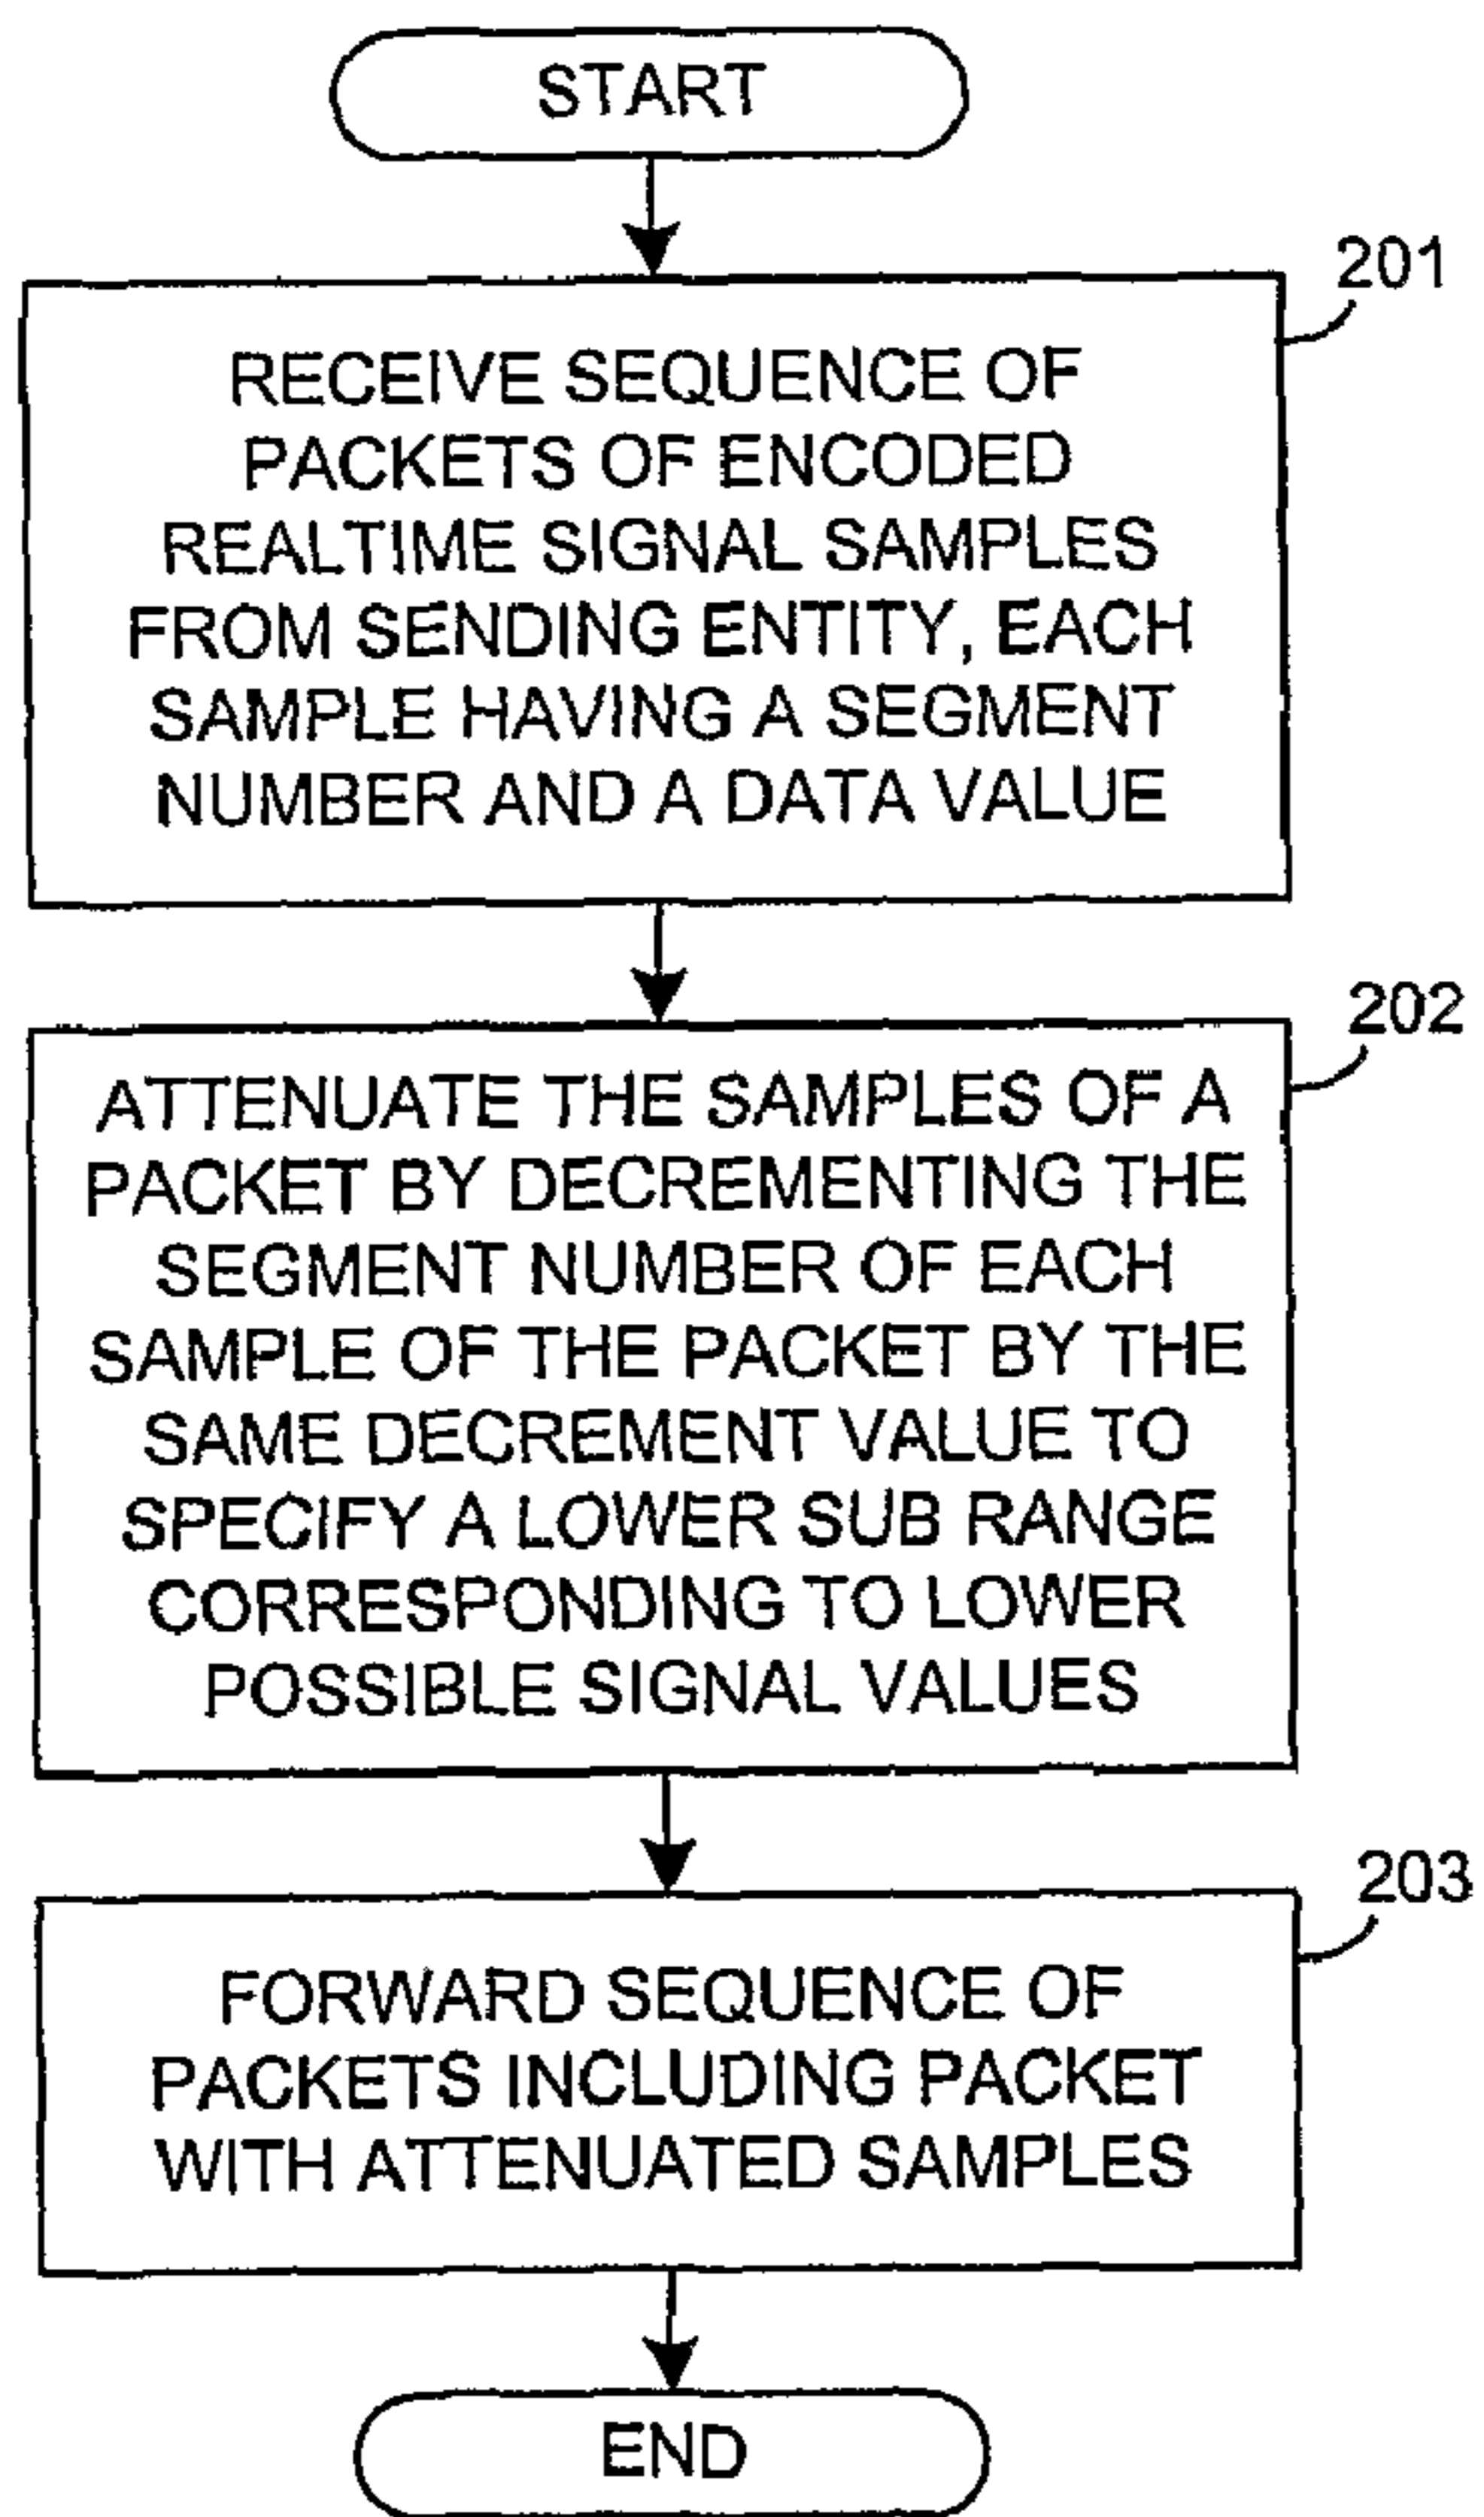 START
201
RECEIVE SEQUENCE OF
PACKETS OF ENCODED
REALTIME SIGNAL SAMPLES
FROM SENDING ENTITY, EACH
SAMPLE HAVING A SEGMENT
NUMBER AND A DATA VALUE
202
ATTENUATE THE SAMPLES OF A
PACKET BY DECREMENTING THE
SEGMENT NUMBER OF EACH
SAMPLE OF THE PACKET BY THE
SAME DECREMENT VALUE TO
SPECIFY A LOWER SUB RANGE
CORRESPONDING TO LOWER
POSSIBLE SIGNAL VALUES
203
FORWARD SEQUENCE OF
PACKETS INCLUDING PACKET
WITH ATTENUATED SAMPLES
END